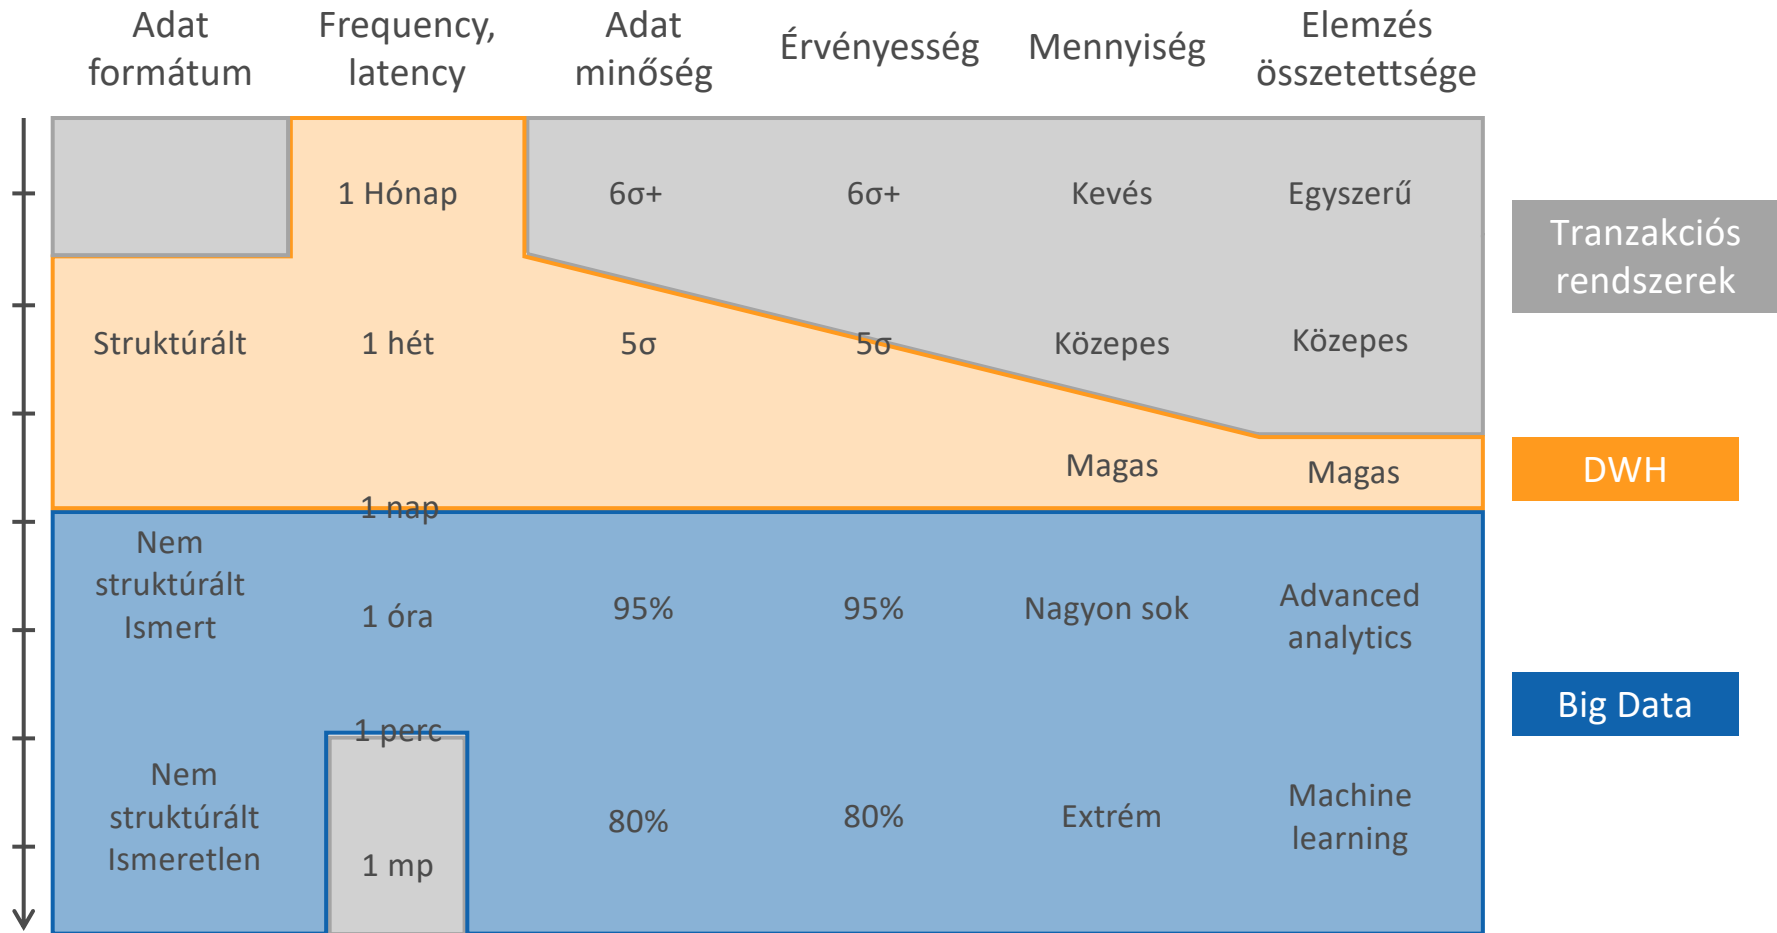 Adat
formátum
Frequency,
latency
Adat
minőség
Érvényesség
Mennyiség
Elemzés
összetettsége
1 Hónap
6σ+
6σ+
Kevés
Egyszerű
Tranzakciós
rendszerek
Struktúrált
1 hét
5σ
5σ
Közepes
Közepes
Magas
Magas
DWH
1 nap
Nem
struktúrált
Ismert
1 óra
95%
95%
Nagyon sok
Advanced
analytics
Big Data
1 perc
Nem
struktúrált
Ismeretlen
1 mp
80%
80%
Extrém
Machine
learning